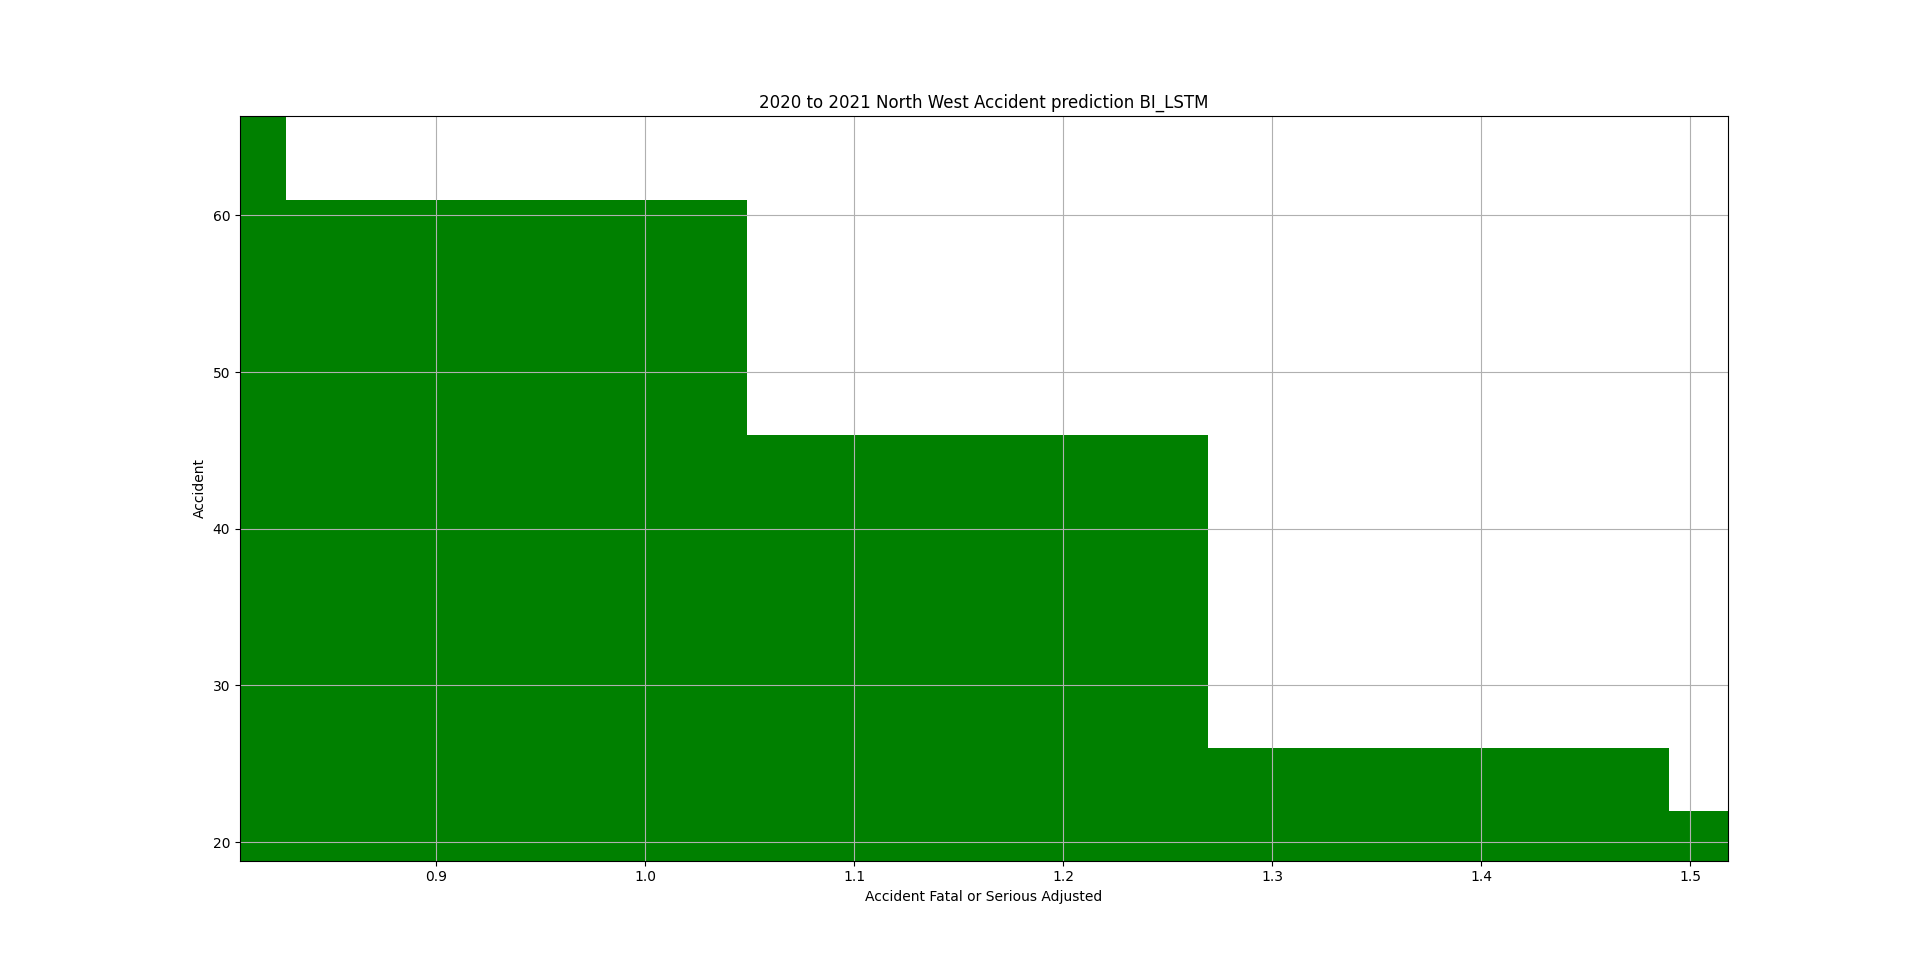 2020 to 2021 North West Accident prediction BI_LSTM
60
50
40
30
20
Accident
0.9 1.0 1.1 1.2 1.3 1.4 1.5
Accident Fatal or Serious Adjusted